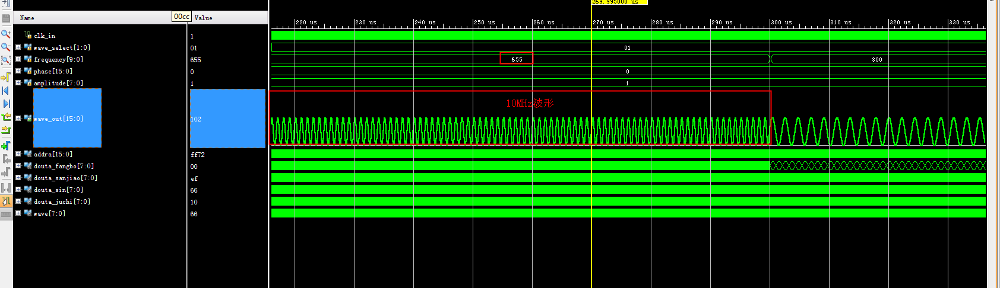 269.995000 us
Name
00cc
Value
220 us
230 us
240 us
250 us
260 us
270 us
280 us
290 us
300 us
310 us
320 us
330 us
clk_in
1
wave_select[1:0]
01
01
frequency[9:0]
655
655
300
phase[15:0]
0
0
amplitude[7:0]
1
1
10MHz波形
wave_out[15:0]
102
addra[15:0]
ff72
douta_fangbo[7:0]
00
douta_sanjiao[7:0]
ef
douta_sin[7:0]
66
douta_juchi[7:0]
10
wave[7:0]
66